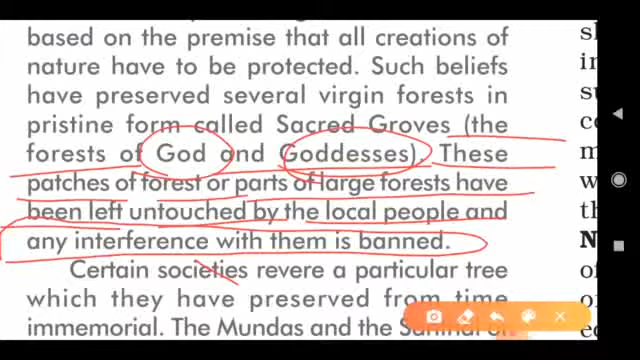 based on the premise that all creations of
nature have to be protected. Such beliefs
have preserved several virgin forests in
pristine form called Sacred Groves (the
forests of God and Goddesses). These
patches of forest or parts of large forests have
been left untouched by the local people and
any interference with them is banned.
Certain societies revere a particular tree
which they have preserved from time
immemorial. The Mundas and the Santhal